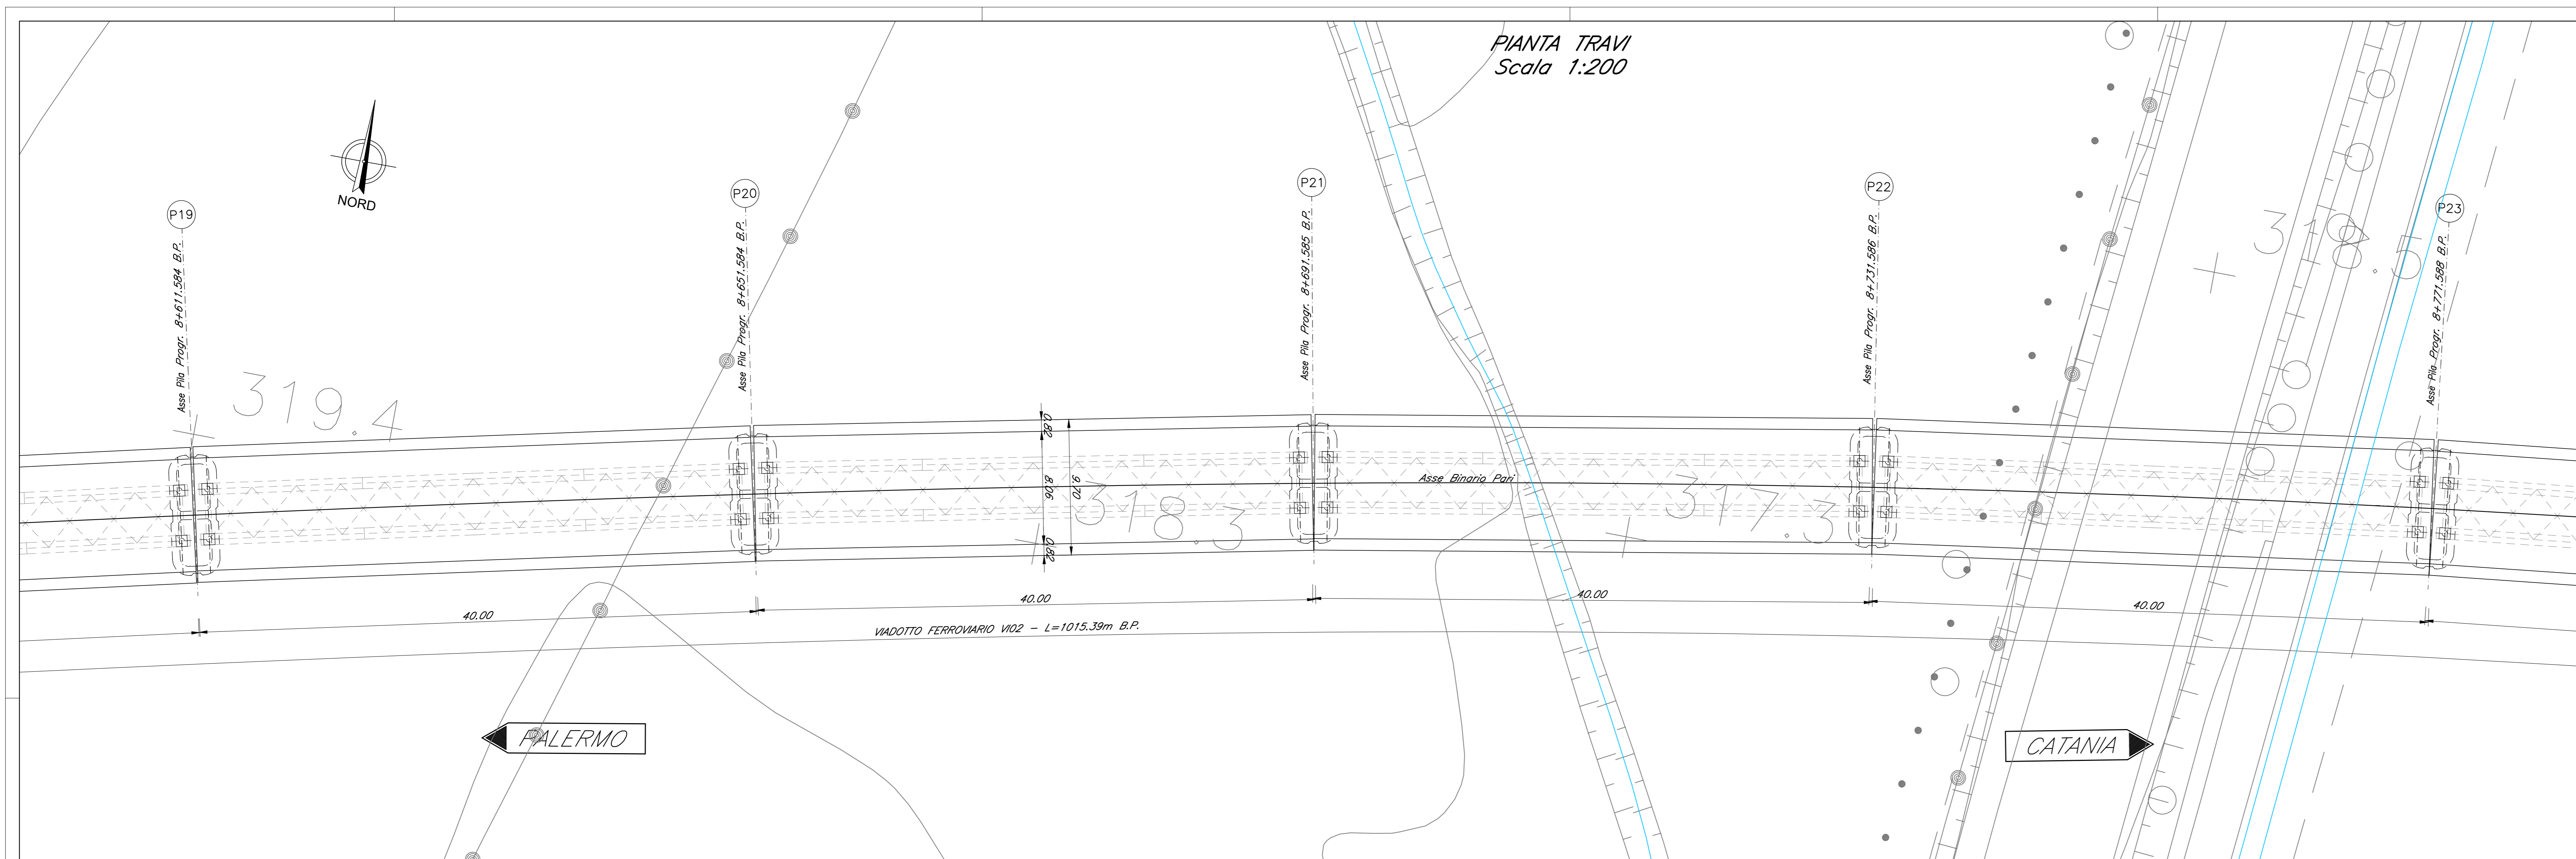 PIANTA TRAVI
Scala 1:200
NORD
P19
P20
P21
P22
P23
Asse Pila Progr. 8+611.584 B.P.
Asse Pila Progr. 8+651.584 B.P.
Asse Pila Progr. 8+691.585 B.P.
Asse Pila Progr. 8+731.586 B.P.
Asse Pila Progr. 8+771.588 B.P.
319.4
318.3
317.3
318.5
0.82
8.06
9.70
0.82
Asse Binario Pari
40.00
40.00
40.00
40.00
VIADOTTO FERROVIARIO VI02 - L=1015.39m B.P.
PALERMO
CATANIA